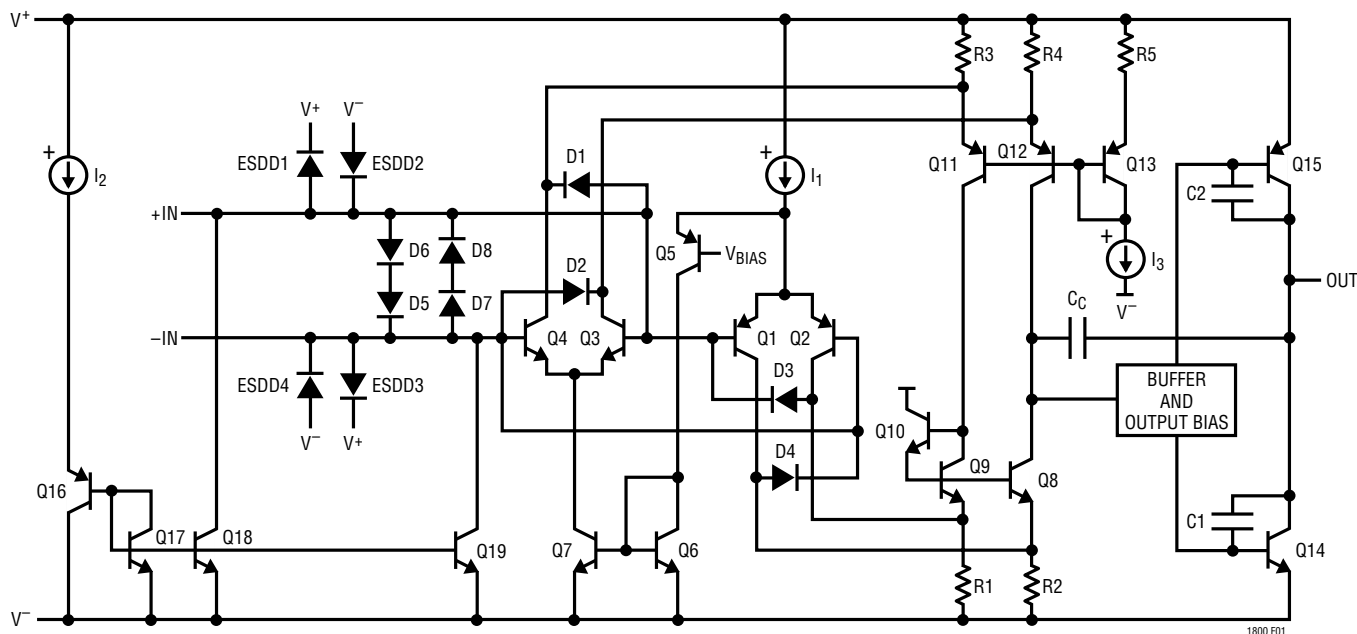 V+
R3
R4
R5
V+
V−
ESDD1
ESDD2
+
I2
D1
+
I1
Q11
Q12
Q13
Q15
C2
+IN
D6
D8
Q5
VBIAS
+
I3
V−
OUT
D2
D5
D7
CC
−IN
Q4
Q3
Q1
Q2
ESDD4
ESDD3
V−
V+
D3
BUFFER
AND
OUTPUT BIAS
Q10
D4
Q9
Q8
Q16
Q17
Q18
Q19
Q7
Q6
C1
Q14
R1
R2
V−
1800 F01